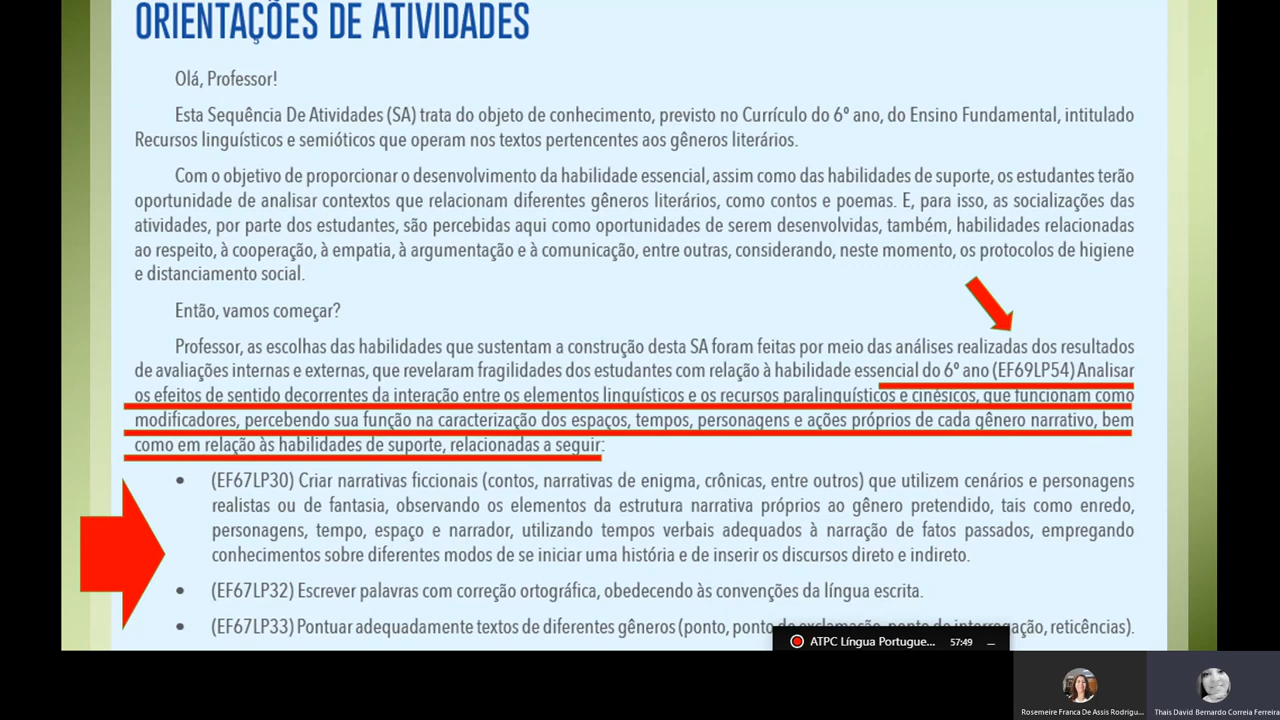 ORIENTAÇÕES DE ATIVIDADES
Olá, Professor!
Esta Sequência De Atividades (SA) trata do objeto de conhecimento, previsto no Currículo do 6º ano, do Ensino Fundamental, intitulado
Recursos linguísticos e semióticos que operam nos textos pertencentes aos gêneros literários.
Com o objetivo de proporcionar o desenvolvimento da habilidade essencial, assim como das habilidades de suporte, os estudantes terão
oportunidade de analisar contextos que relacionam diferentes gêneros literários, como contos e poemas. E, para isso, as socializações das
atividades, por parte dos estudantes, são percebidas aqui como oportunidades de serem desenvolvidas, também, habilidades relacionadas
ao respeito, à cooperação, à empatia, à argumentação e à comunicação, entre outras, considerando, neste momento, os protocolos de higiene
e distanciamento social.
Então, vamos começar?
Professor, as escolhas das habilidades que sustentam a construção desta SA foram feitas por meio das análises realizadas dos resultados
de avaliações internas e externas, que revelaram fragilidades dos estudantes com relação à habilidade essencial do 6º ano (EF69LP54) Analisar
os efeitos de sentido decorrentes da interação entre os elementos linguísticos e os recursos paralinguísticos e cinésicos, que funcionam como
modificadores, percebendo sua função na caracterização dos espaços, tempos, personagens e ações próprios de cada gênero narrativo, bem
como em relação às habilidades de suporte, relacionadas a seguir:
• (EF67LP30) Criar narrativas ficcionais (contos, narrativas de enigma, crônicas, entre outros) que utilizem cenários e personagens
realistas ou de fantasia, observando os elementos da estrutura narrativa próprios ao gênero pretendido, tais como enredo,
personagens, tempo, espaço e narrador, utilizando tempos verbais adequados à narração de fatos passados, empregando
conhecimentos sobre diferentes modos de se iniciar uma história e de inserir os discursos direto e indireto.
• (EF67LP32) Escrever palavras com correção ortográfica, obedecendo às convenções da língua escrita.
• (EF67LP33) Pontuar adequadamente textos de diferentes gêneros (ponto, ponto de exclamação, ponto de interrogação, reticências).
ATPC Língua Portugue... 57:49
Rosemeire Franca De Assis Rodrigu...
Thais David Bernardo Correia Ferreira